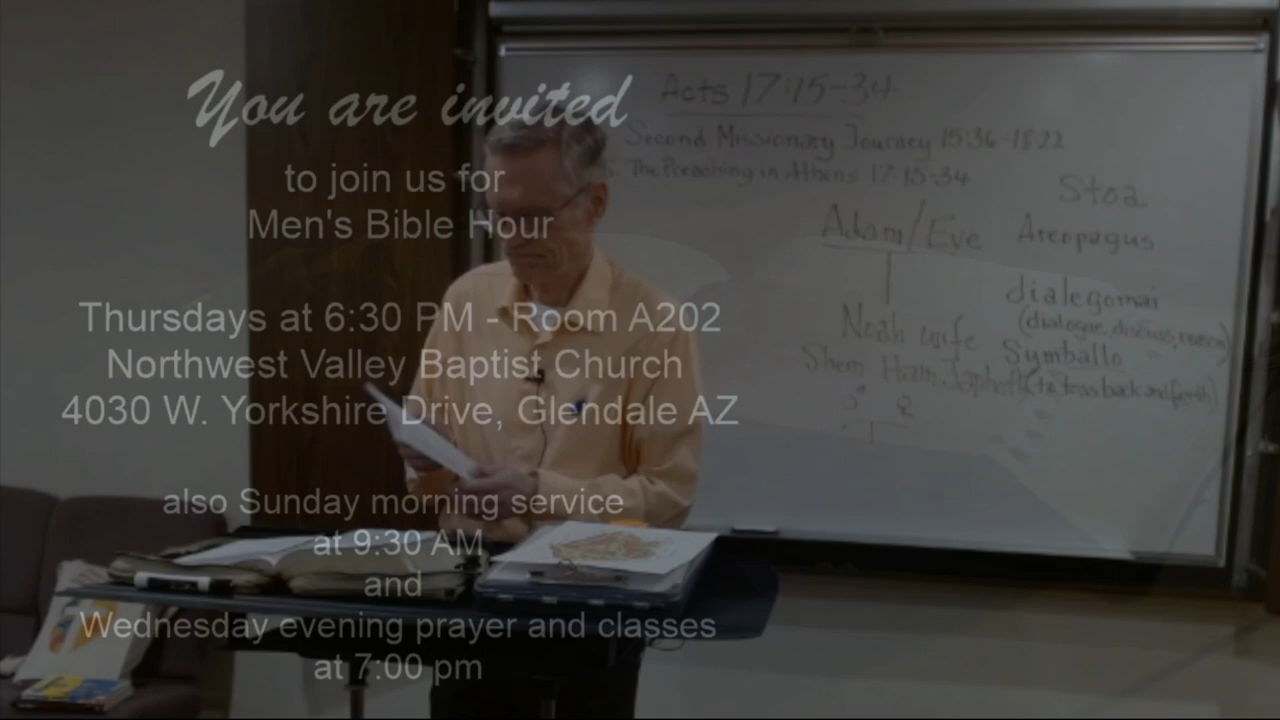 You are invited
to join us for
Men's Bible Hour
Thursdays at 6:30 PM - Room A202
Northwest Valley Baptist Church
4030 W. Yorkshire Drive, Glendale AZ
also Sunday morning service
at 9:30 AM
and
Wednesday evening prayer and classes
at 7:00 pm
Acts 17:15-34
Second Missionary Journey 15:36-18:22
The Preaching in Athens 17:15-34
Adam/Eve
Noah wife
Shem Ham Japheth
♂ ♀
Stoa
Areopagus
dialegomai
(dialogue, discuss, reason)
Symballo
(to toss back and forth)